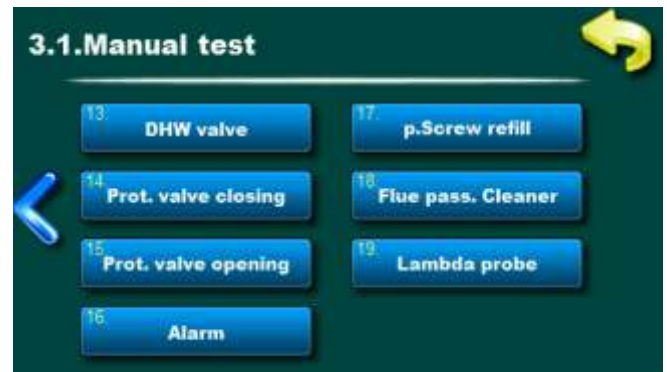 3.1.Manual test
13.
DHW valve
14.
Prot. valve closing
15.
Prot. valve opening
16.
Alarm
17.
p.Screw refill
18.
Flue pass. Cleaner
19.
Lambda probe